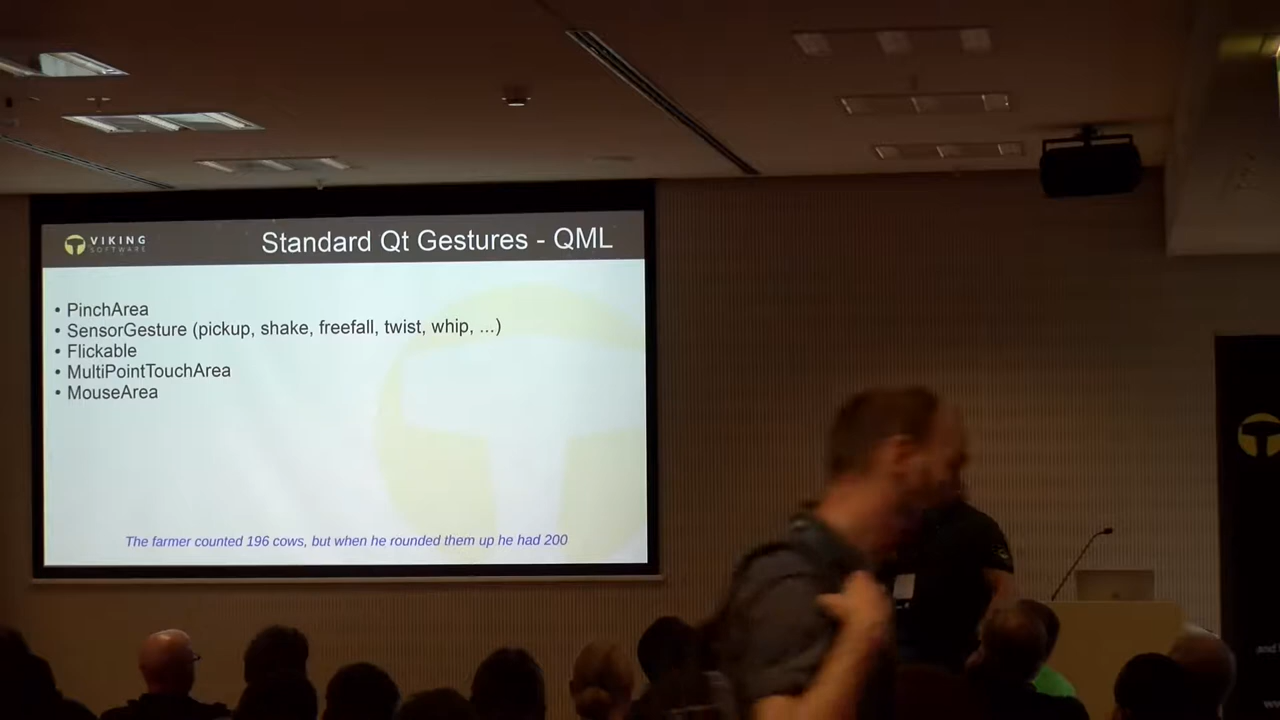 VIKING
SOFTWARE
Standard Qt Gestures - QML
• PinchArea
• SensorGesture (pickup, shake, freefall, twist, whip, ...)
• Flickable
• MultiPointTouchArea
• MouseArea
The farmer counted 196 cows, but when he rounded them up he had 200
and